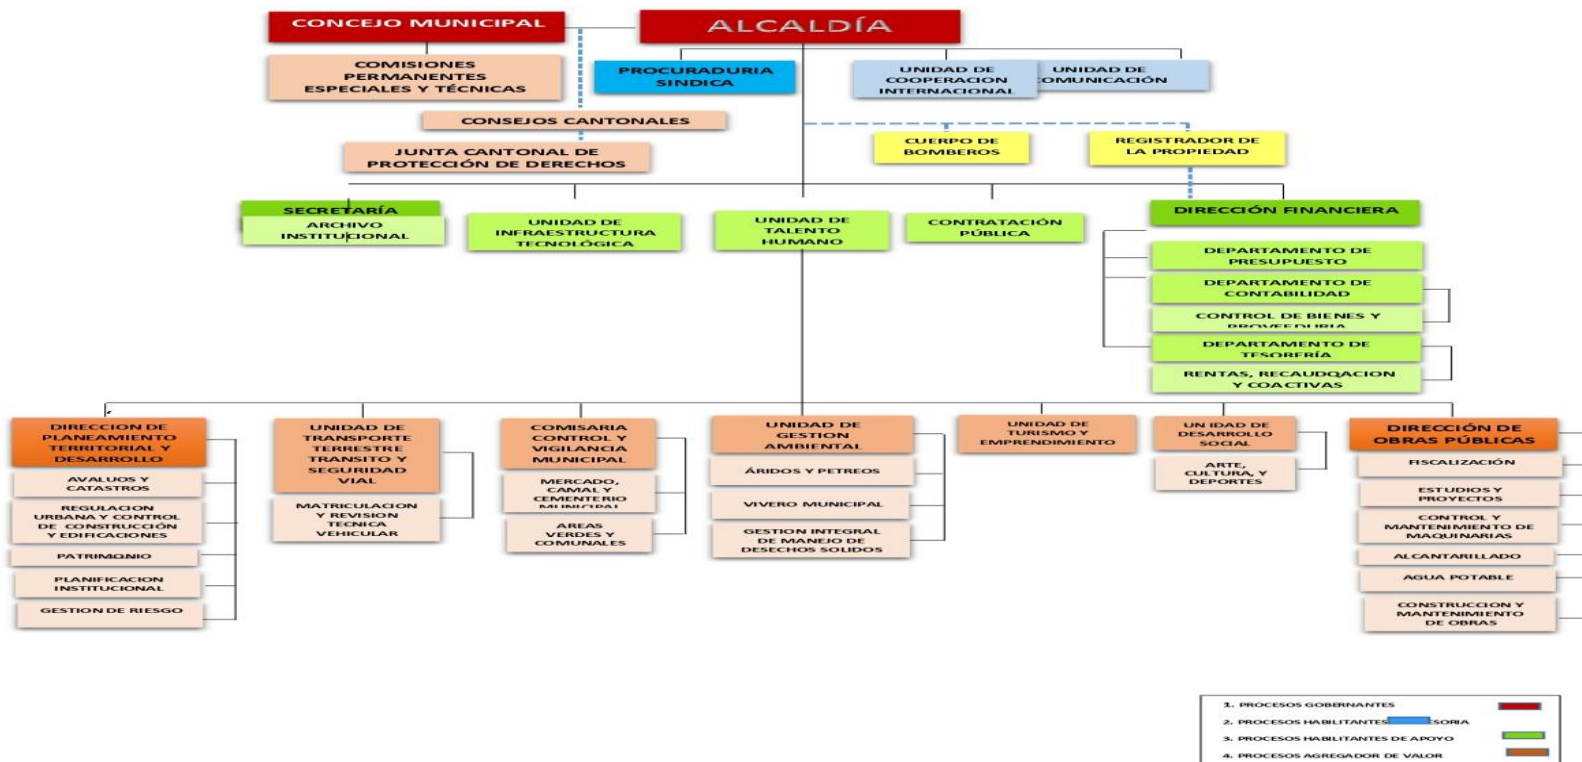 CONCEJO MUNICIPAL
ALCALDÍA
COMISIONES
PERMANENTES
ESPECIALES Y TÉCNICAS
PROCURADURIA
SINDICA
UNIDAD DE
COOPERACION
INTERNACIONAL
UNIDAD DE
COMUNICACIÓN
CONSEJOS CANTONALES
JUNTA CANTONAL DE
PROTECCIÓN DE DERECHOS
CUERPO DE
BOMBEROS
REGISTRADOR DE
LA PROPIEDAD
SECRETARÍA
ARCHIVO
INSTITUCIONAL
UNIDAD DE
INFRAESTRUCTURA
TECNOLÓGICA
UNIDAD DE
TALENTO
HUMANO
CONTRATACIÓN
PÚBLICA
DIRECCIÓN FINANCIERA
DEPARTAMENTO DE
PRESUPUESTO
DEPARTAMENTO DE
CONTABILIDAD
CONTROL DE BIENES Y
PROVEEDURIA
DEPARTAMENTO DE
TESORERÍA
RENTAS, RECAUDQACION
Y COACTIVAS
DIRECCION DE
PLANEAMIENTO
TERRITORIAL Y
DESARROLLO
AVALUOS Y
CATASTROS
REGULACION
URBANA Y CONTROL
DE CONSTRUCCIÓN
Y EDIFICACIONES
PATRIMONIO
PLANIFICACION
INSTITUCIONAL
GESTION DE RIESGO
UNIDAD DE
TRANSPORTE
TERRESTRE
TRANSITO Y
SEGURIDAD
VIAL
MATRICULACION
Y REVISION
TECNICA
VEHICULAR
COMISARIA
CONTROL Y
VIGILANCIA
MUNICIPAL
MERCADO,
CAMAL Y
CEMENTERIO
MUNICIPAL
AREAS
VERDES Y
COMUNALES
UNIDAD DE
GESTION
AMBIENTAL
ÁRIDOS Y PETREOS
VIVERO MUNICIPAL
GESTION INTEGRAL
DE MANEJO DE
DESECHOS SOLIDOS
UNIDAD DE
TURISMO Y
EMPRENDIMIENTO
UN IDAD DE
DESARROLLO
SOCIAL
ARTE,
CULTURA, Y
DEPORTES
DIRECCIÓN DE
OBRAS PÚBLICAS
FISCALIZACIÓN
ESTUDIOS Y
PROYECTOS
CONTROL Y
MANTENIMIENTO DE
MAQUINARIAS
ALCANTARILLADO
AGUA POTABLE
CONSTRUCCION Y
MANTENIMIENTO
DE OBRAS
1. PROCESOS GOBERNANTES
2. PROCESOS HABILITANTES ESORIA
3. PROCESOS HABILITANTES DE APOYO
4. PROCESOS AGREGADOR DE VALOR